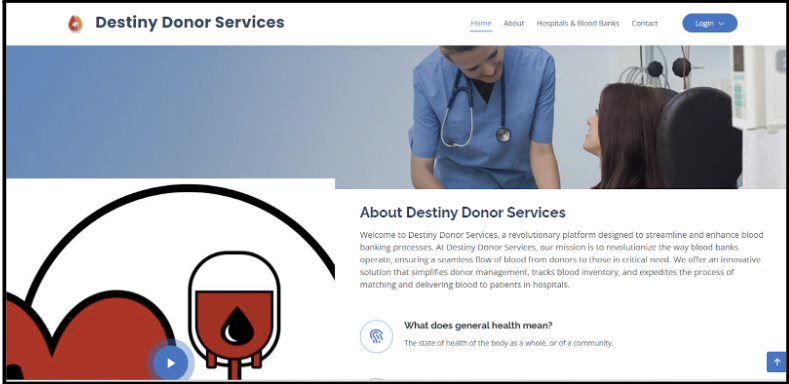 Destiny Donor Services
Home About Hospitals & Blood Banks Contact Login
About Destiny Donor Services
Welcome to Destiny Donor Services, a revolutionary platform designed to streamline and enhance blood
banking processes. At Destiny Donor Services, our mission is to revolutionize the way blood banks
operate, ensuring a seamless flow of blood from donors to those in critical need. We offer an innovative
solution that simplifies donor management, tracks blood inventory, and expedites the process of
matching and delivering blood to patients in hospitals.
What does general health mean?
The state of health of the body as a whole, or of a community.